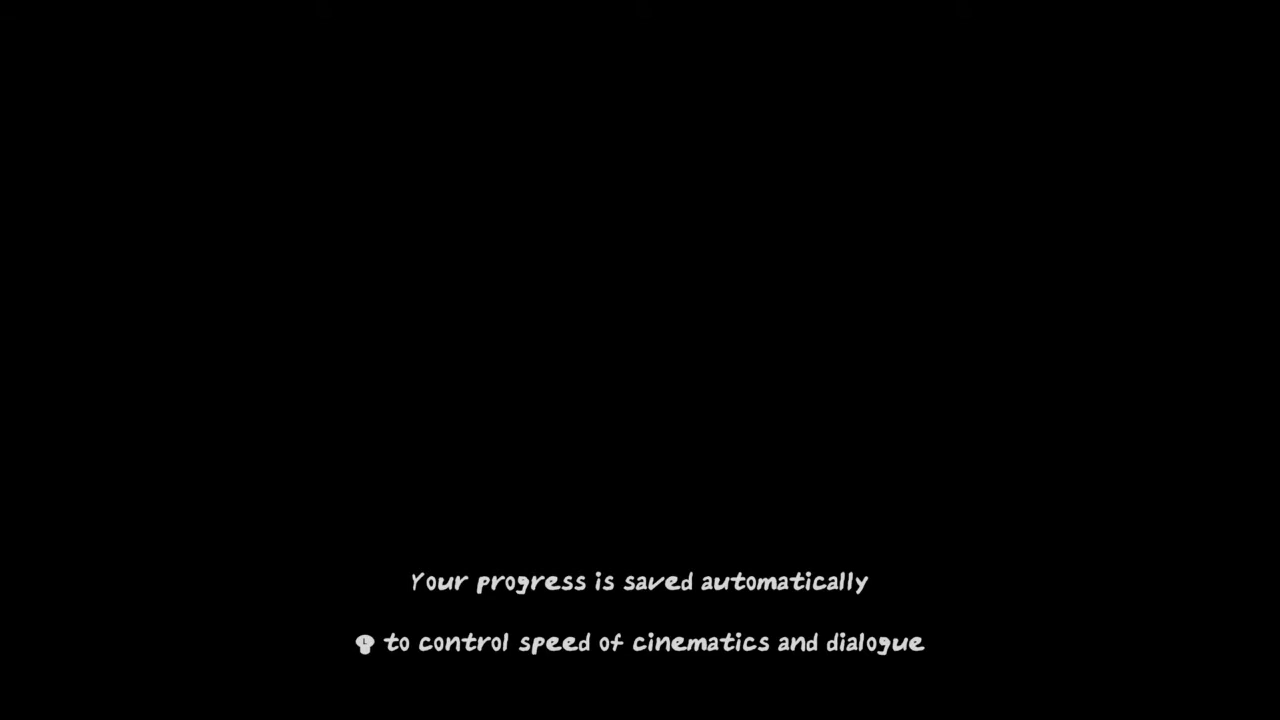 Your progress is saved automatically
L to control speed of cinematics and dialogue